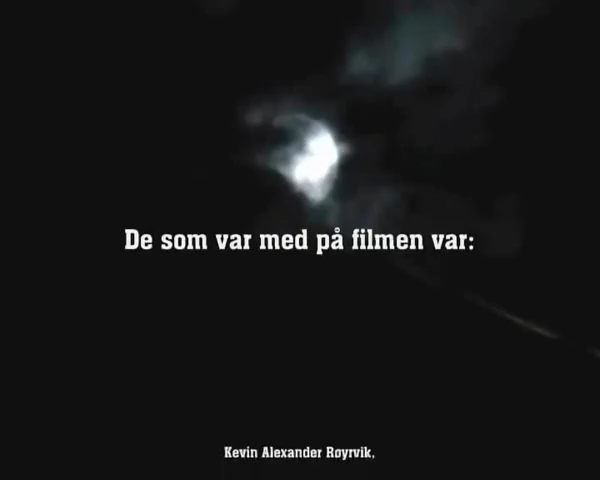 De som var med på filmen var:
Kevin Alexander Røyrvik,